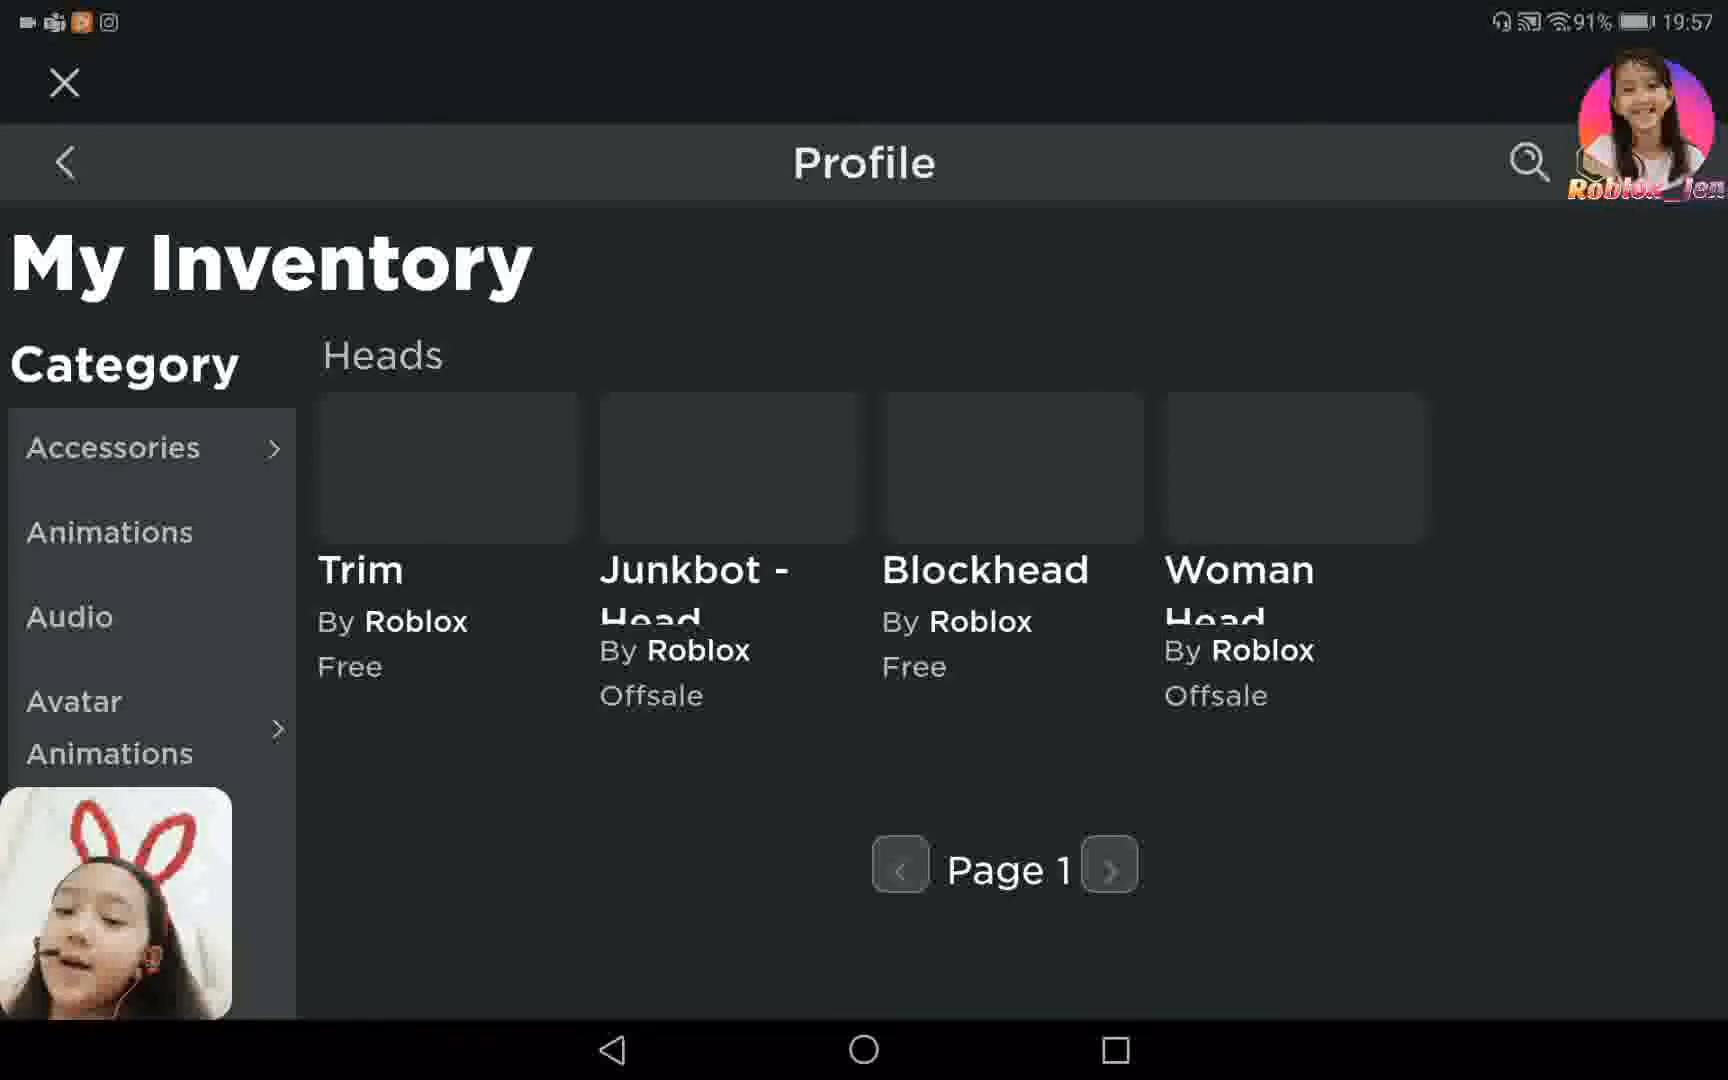 91% 19:57
Profile
Roblox_Jen
My Inventory
Category
Heads
Accessories
Animations
Audio
Avatar
Animations
Trim
By Roblox
Free
Junkbot -
Head
By Roblox
Offsale
Blockhead
By Roblox
Free
Woman
Head
By Roblox
Offsale
Page 1